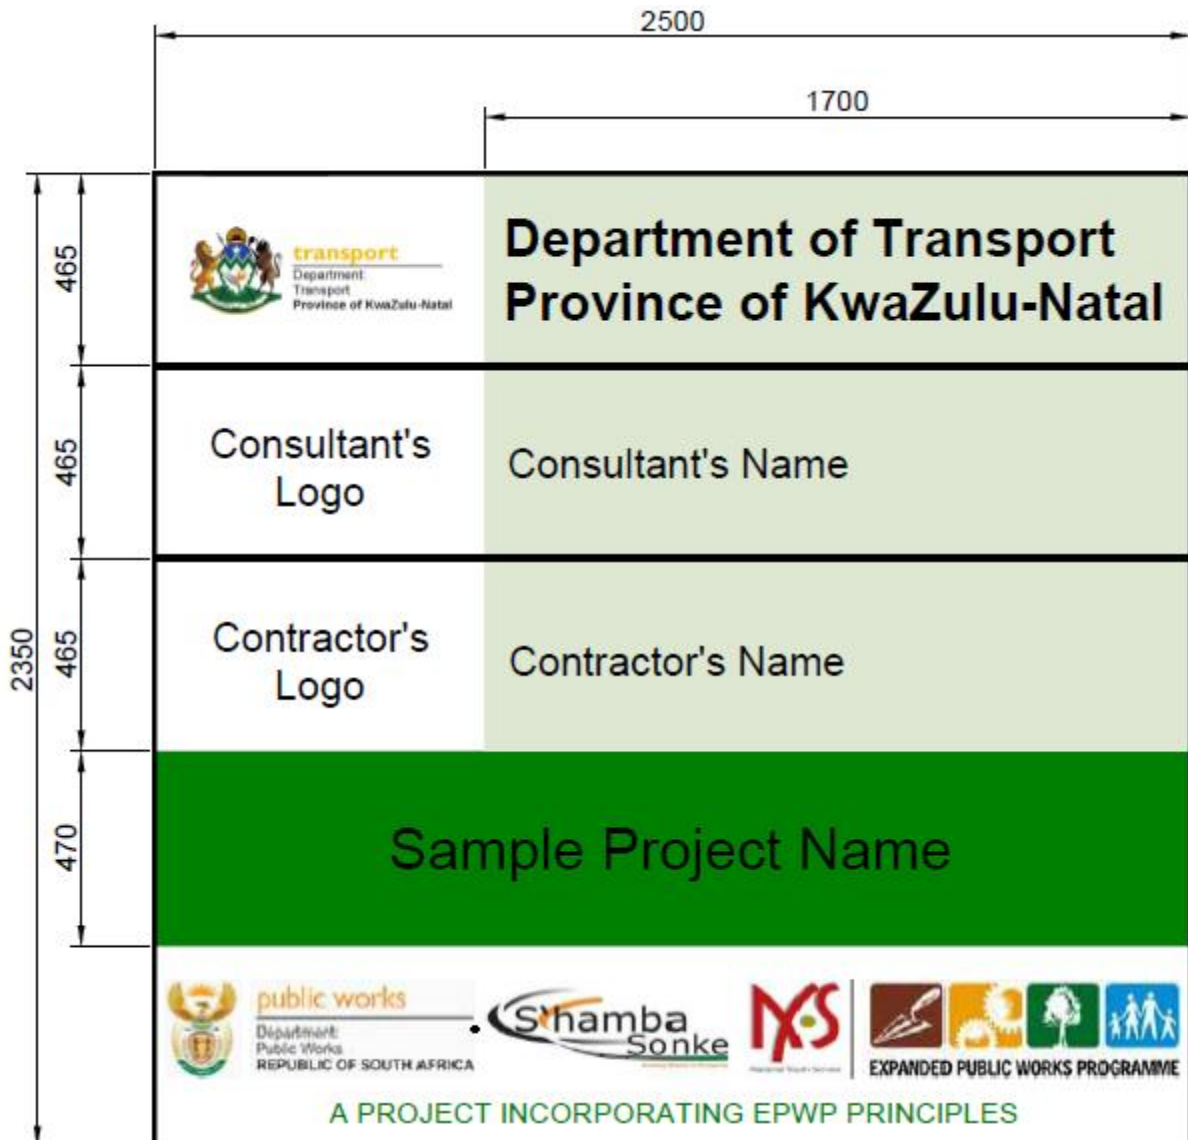 2500
1700
465
transport
Department:
Transport
Province of KwaZulu-Natal
Department of Transport
Province of KwaZulu-Natal
465
Consultant's
Logo
Consultant's Name
2350
465
Contractor's
Logo
Contractor's Name
470
Sample Project Name
public works
Department:
Public Works
REPUBLIC OF SOUTH AFRICA
S'hamba
Sonke
NYS
EXPANDED PUBLIC WORKS PROGRAMME
A PROJECT INCORPORATING EPWP PRINCIPLES